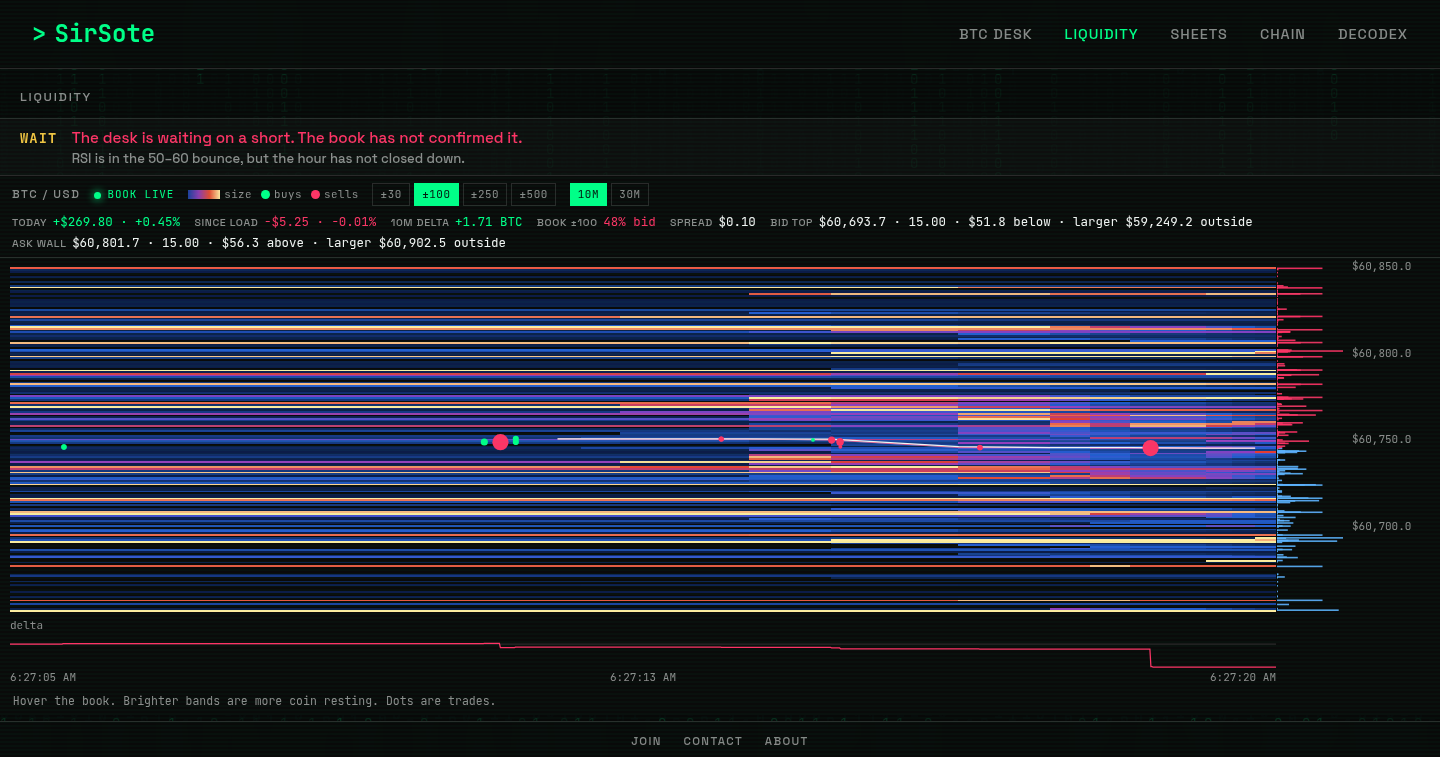 > SirSote
BTC DESK LIQUIDITY SHEETS CHAIN DECODEX
LIQUIDITY
WAIT The desk is waiting on a short. The book has not confirmed it.
RSI is in the 50–60 bounce, but the hour has not closed down.
BTC / USD BOOK LIVE size buys sells ±30 ±100 ±250 ±500 10M 30M
TODAY +$269.80 · +0.45% SINCE LOAD -$5.25 · -0.01% 10M DELTA +1.71 BTC BOOK ±100 48% bid SPREAD $0.10 BID TOP $60,693.7 · 15.00 · $51.8 below · larger $59,249.2 outside
ASK WALL $60,801.7 · 15.00 · $56.3 above · larger $60,902.5 outside
$60,850.0
$60,800.0
$60,750.0
$60,700.0
delta
6:27:05 AM 6:27:13 AM 6:27:20 AM
Hover the book. Brighter bands are more coin resting. Dots are trades.
JOIN CONTACT ABOUT